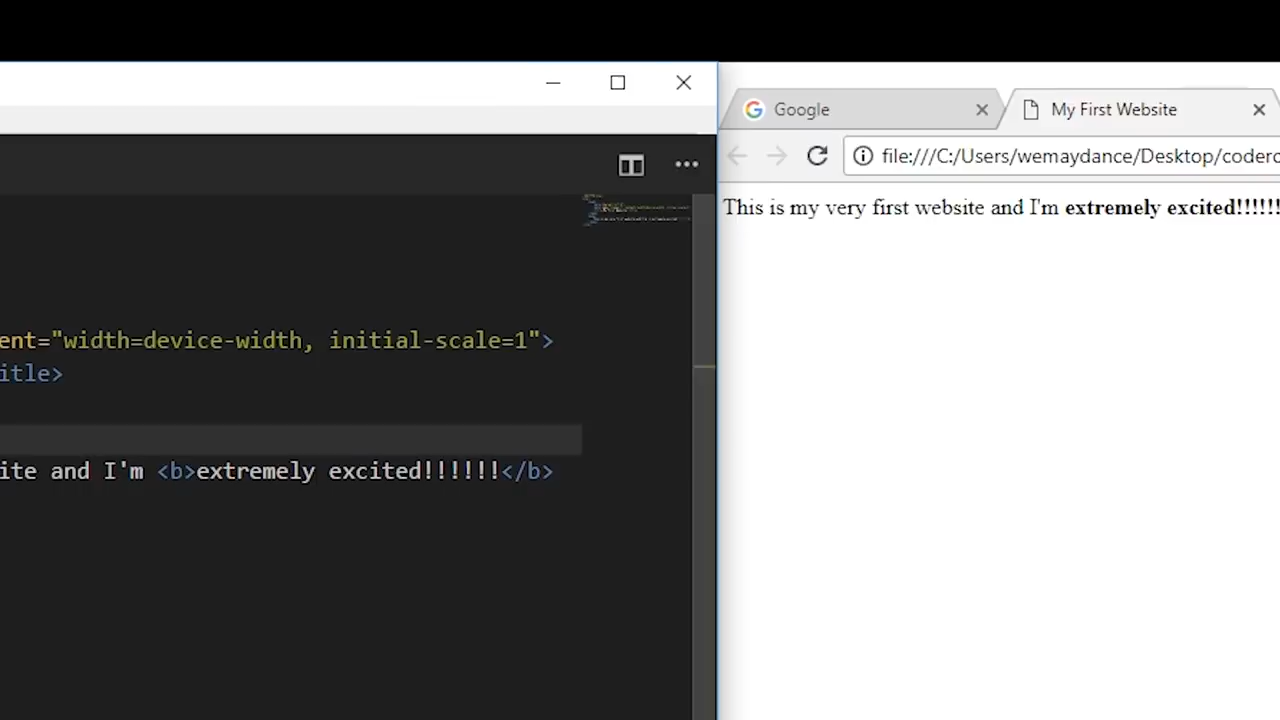 Google
My First Website
file:///C:/Users/wemaydance/Desktop/coderc
This is my very first website and I'm extremely excited!!!!!!
ent="width=device-width, initial-scale=1">
itle>
ite and I'm <b>extremely excited!!!!!!</b>